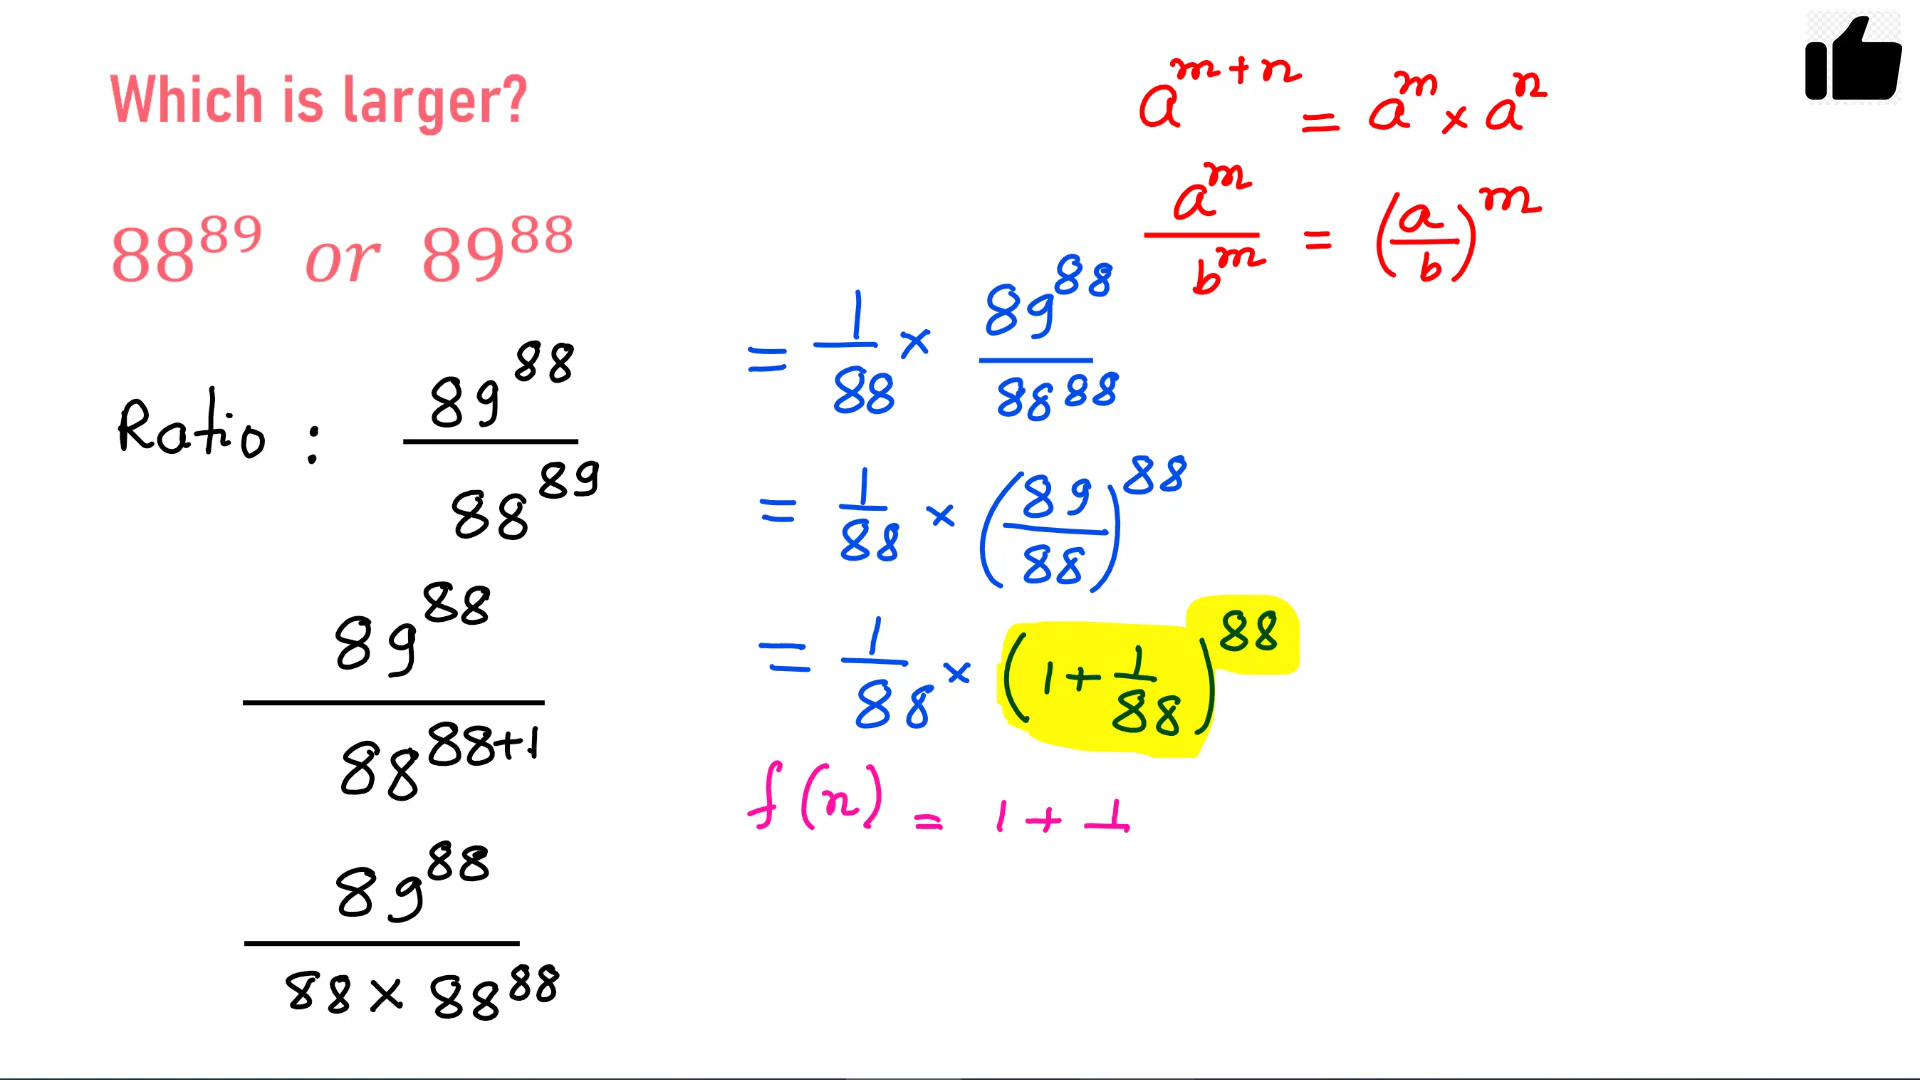 Which is larger?
88^89 or 89^88
Ratio : 89^88 / 88^89
89^88 / 88^(88+1)
89^88 / (88 × 88^88)
a^(m+n) = a^m × a^n
a^m / b^m = (a/b)^m
= 1/88 × 89^88 / 88^88
= 1/88 × (89/88)^88
= 1/88 × (1 + 1/88)^88
f(n) = 1 + 1